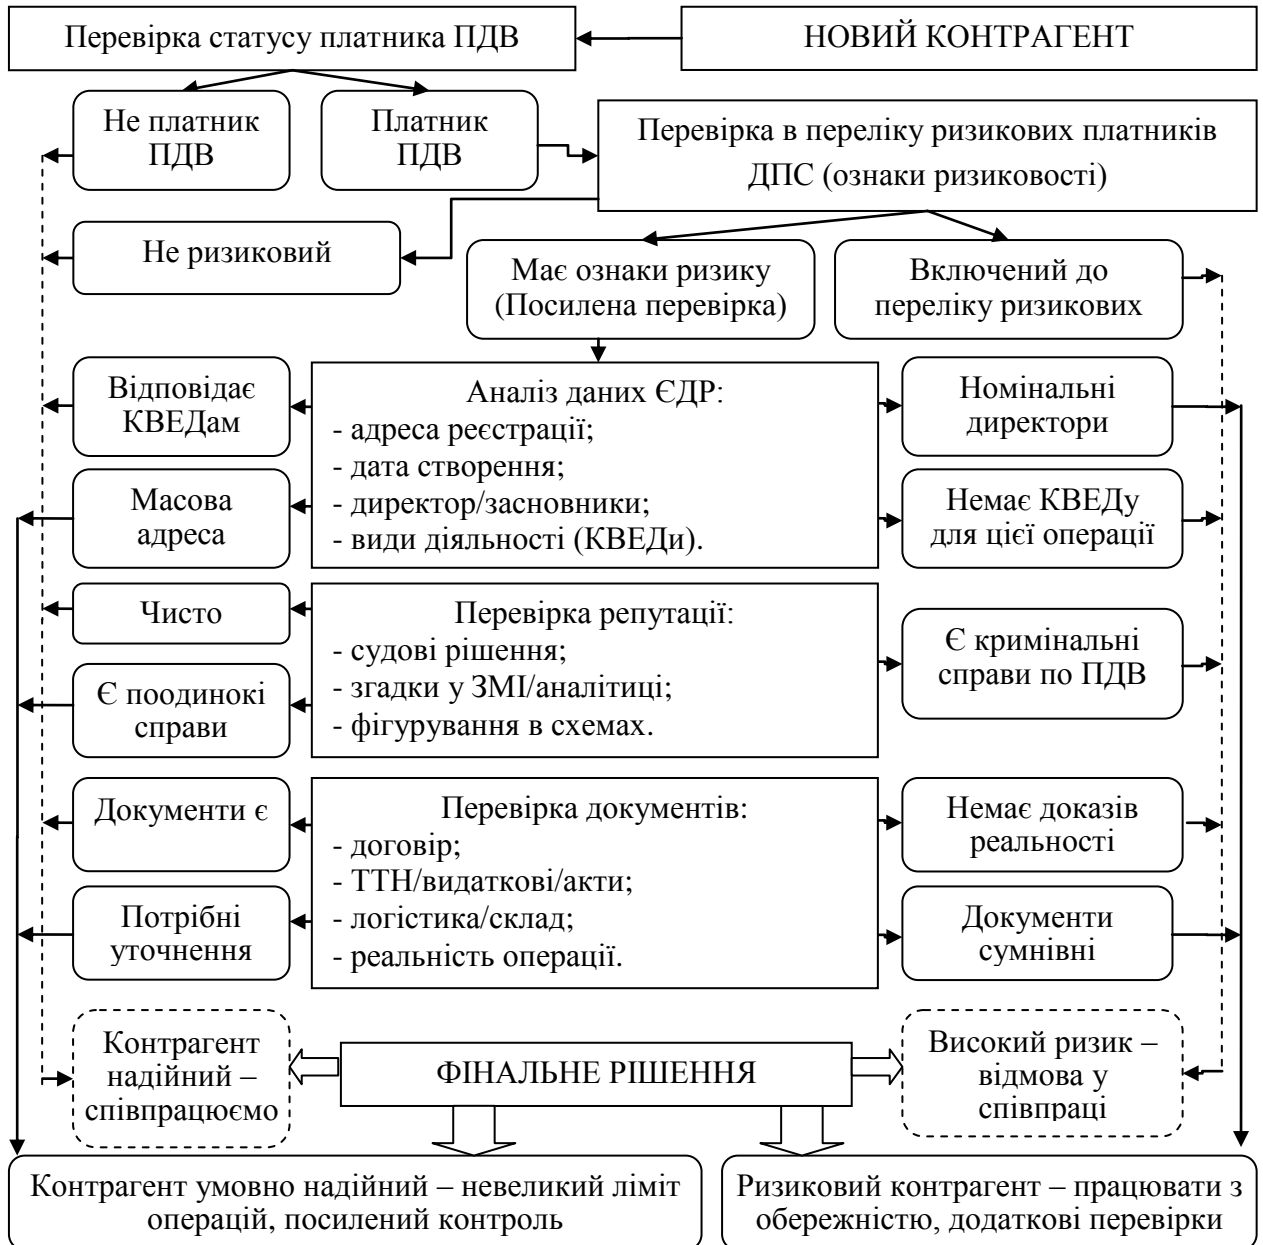 Перевірка статусу платника ПДВ
НОВИЙ КОНТРАГЕНТ
Не платник
ПДВ
Платник
ПДВ
Перевірка в переліку ризикових платників
ДПС (ознаки ризиковості)
Не ризиковий
Має ознаки ризику
(Посилена перевірка)
Включений до
переліку ризикових
Відповідає
КВЕДам
Аналіз даних ЄДР:
- адреса реєстрації;
- дата створення;
- директор/засновники;
- види діяльності (КВЕДи).
Номінальні
директори
Масова
адреса
Немає КВЕДу
для цієї операції
Чисто
Перевірка репутації:
- судові рішення;
- згадки у ЗМІ/аналітиці;
- фігурування в схемах.
Є кримінальні
справи по ПДВ
Є поодинокі
справи
Документи є
Перевірка документів:
- договір;
- ТТН/видаткові/акти;
- логістика/склад;
- реальність операції.
Немає доказів
реальності
Потрібні
уточнення
Документи
сумнівні
Контрагент
надійний –
співпрацюємо
ФІНАЛЬНЕ РІШЕННЯ
Високий ризик –
відмова у
співпраці
Контрагент умовно надійний – невеликий ліміт
операцій, посилений контроль
Ризиковий контрагент – працювати з
обережністю, додаткові перевірки